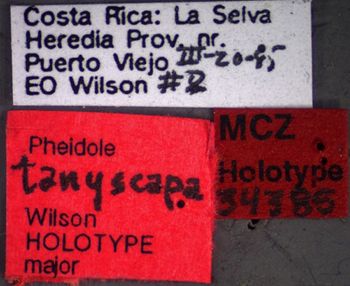 Costa Rica: La Selva
Heredia Prov. nr.
Puerto Viejo III-20-85
EO Wilson
Pheidole
tanyscapa
Wilson
HOLOTYPE
major
MCZ
Holotype
34385